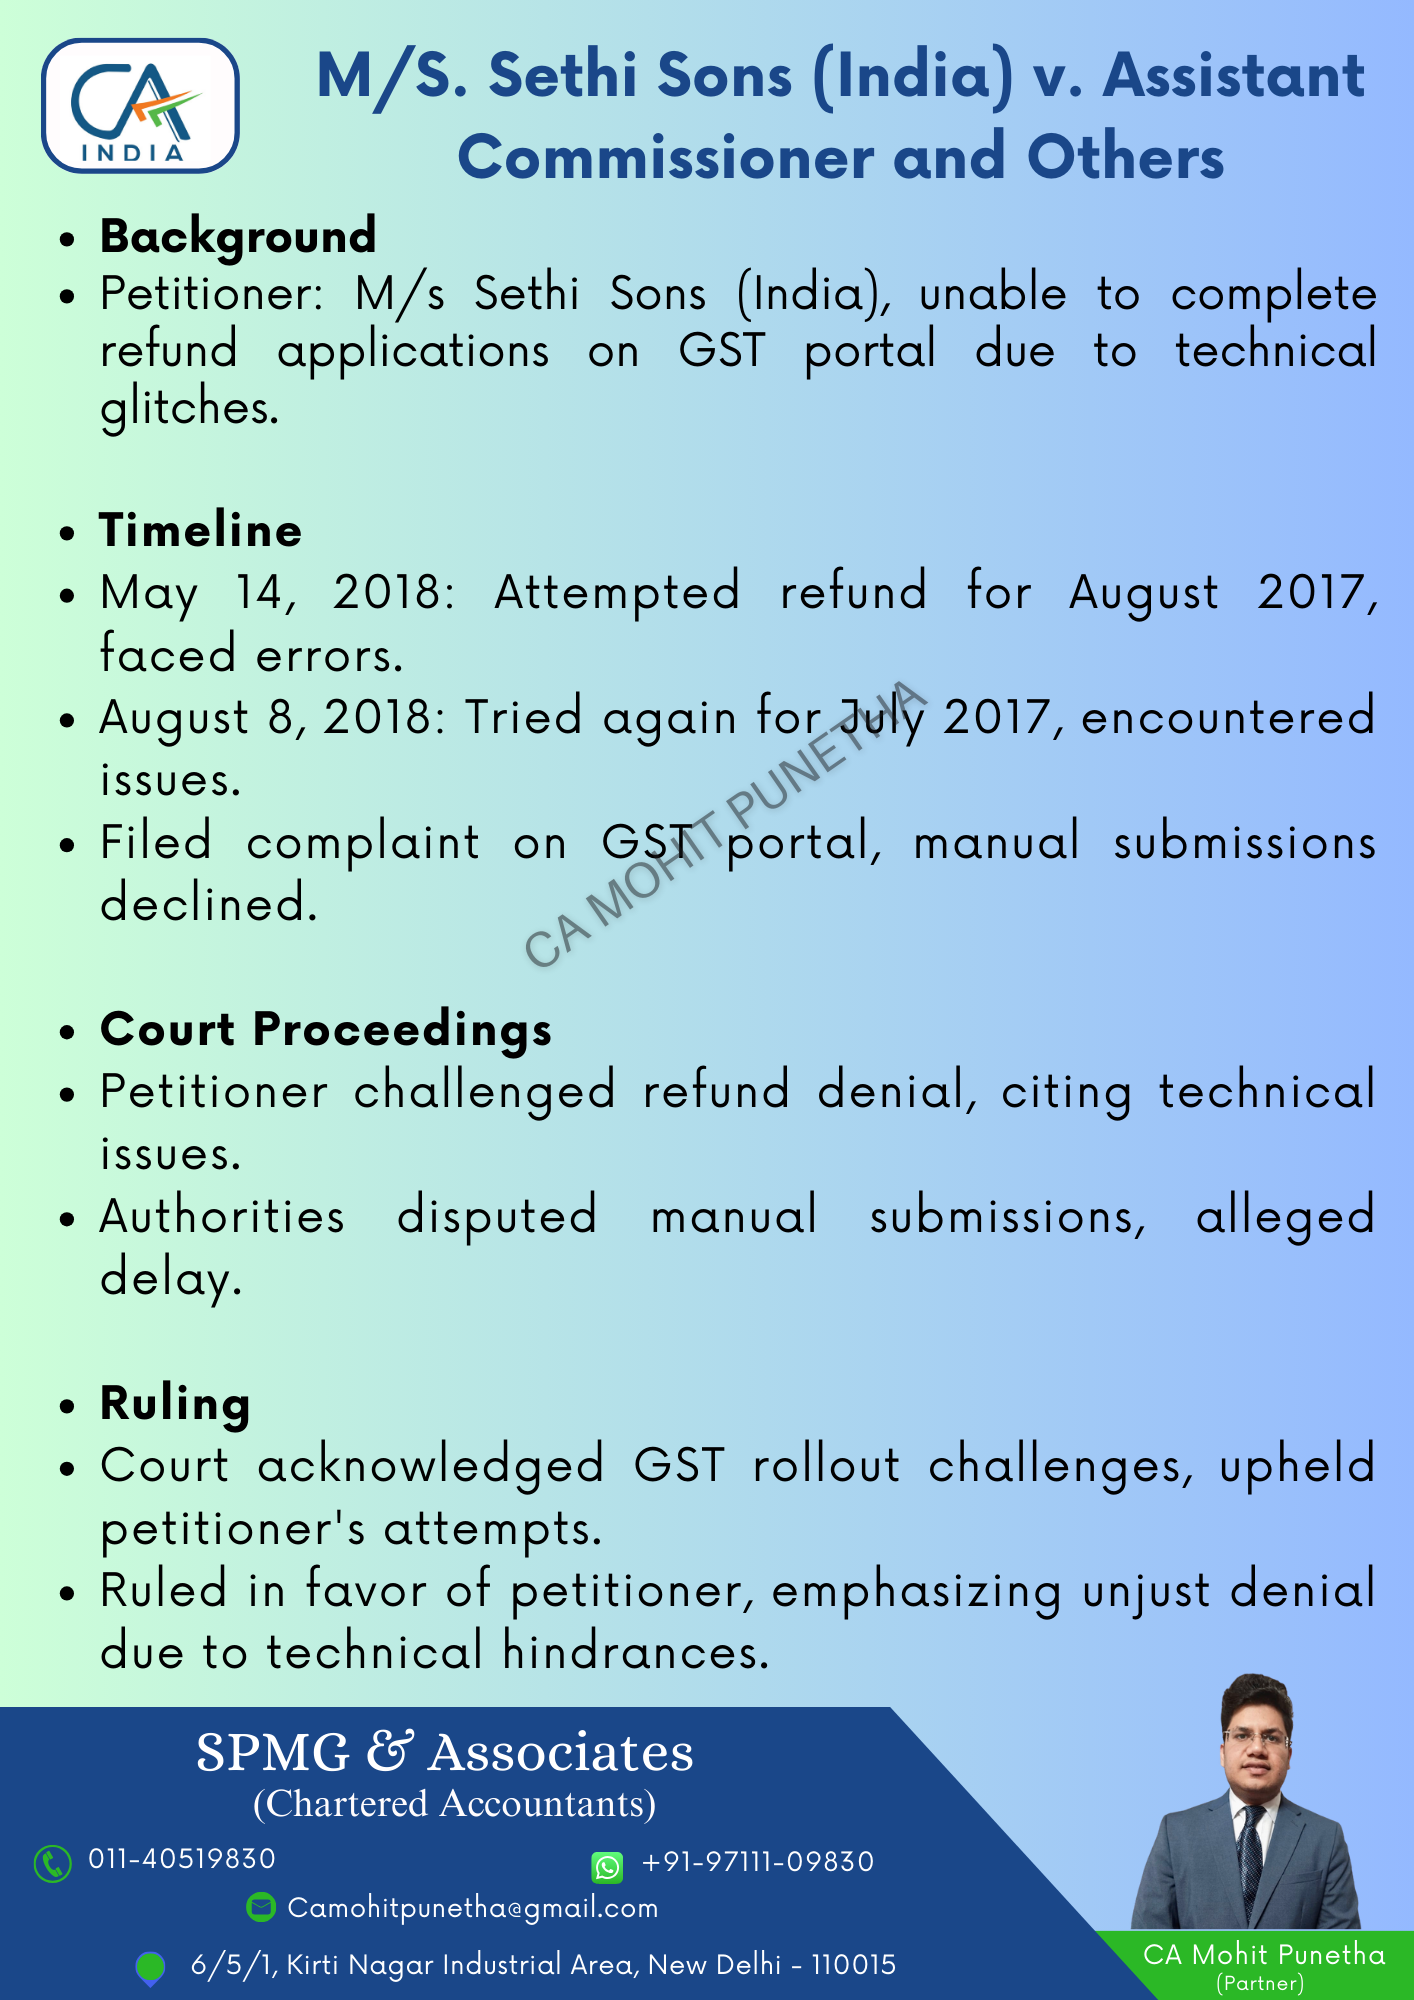 CA
INDIA
M/S. Sethi Sons (India) v. Assistant
Commissioner and Others
• Background
• Petitioner: M/s Sethi Sons (India), unable to complete
refund applications on GST portal due to technical
glitches.
• Timeline
• May 14, 2018: Attempted refund for August 2017,
faced errors.
• August 8, 2018: Tried again for July 2017, encountered
issues.
• Filed complaint on GST portal, manual submissions
declined.
CA MOHIT PUNETHA
• Court Proceedings
• Petitioner challenged refund denial, citing technical
issues.
• Authorities disputed manual submissions, alleged
delay.
• Ruling
• Court acknowledged GST rollout challenges, upheld
petitioner's attempts.
• Ruled in favor of petitioner, emphasizing unjust denial
due to technical hindrances.
SPMG & Associates
(Chartered Accountants)
011-40519830
+91-97111-09830
Camohitpunetha@gmail.com
6/5/1, Kirti Nagar Industrial Area, New Delhi - 110015
CA Mohit Punetha
(Partner)